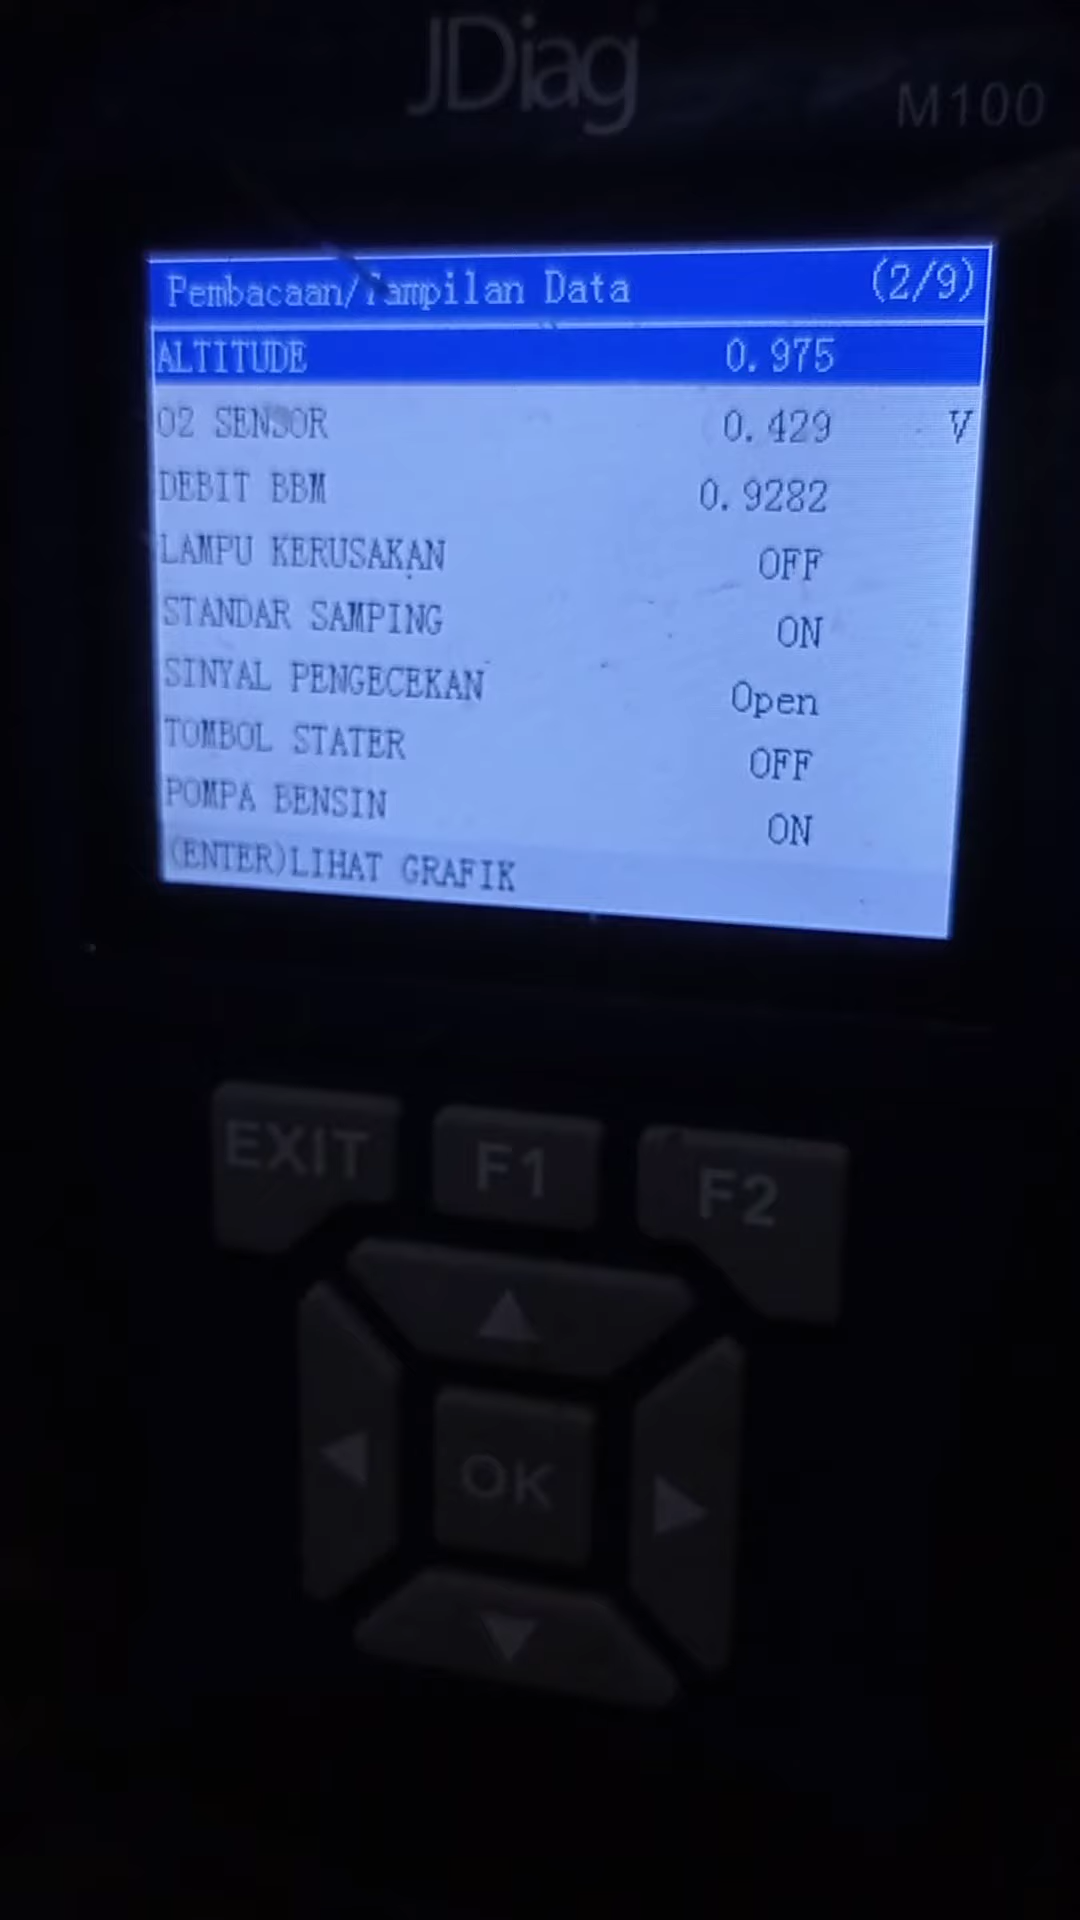 JDiag
M100
Pembacaan/Tampilan Data (2/9)
ALTITUDE 0.975
O2 SENSOR 0.429 V
DEBIT BBM 0.9282
LAMPU KERUSAKAN OFF
STANDAR SAMPING ON
SINYAL PENGECEKAN Open
TOMBOL STATER OFF
POMPA BENSIN ON
(ENTER)LIHAT GRAFIK
EXIT F1 F2
OK